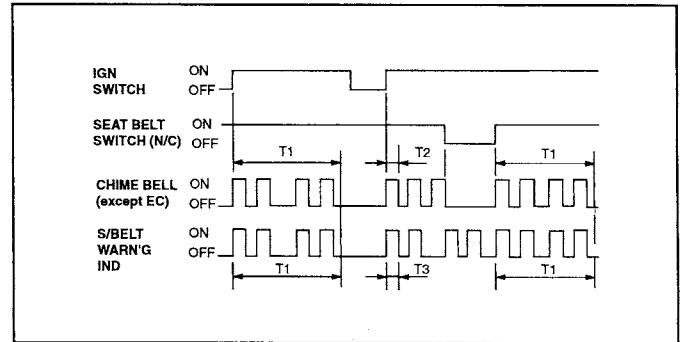 IGN SWITCH ON
OFF
SEAT BELT SWITCH (N/C) ON
OFF
T1 T2 T1
CHIME BELL (except EC) ON
OFF
S/BELT WARN'G IND ON
OFF
T1 T3 T1